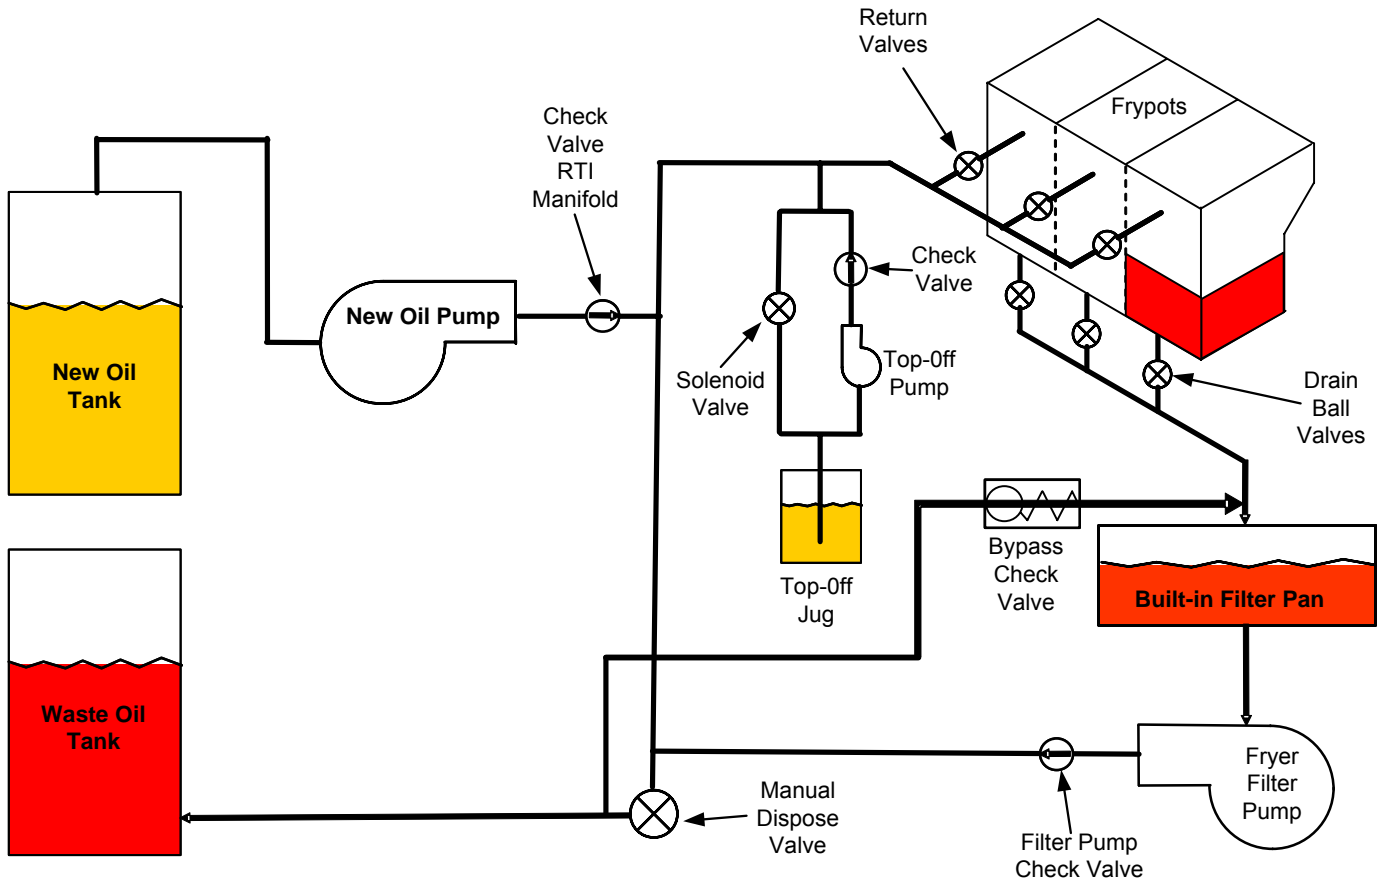 Return
Valves
Frypots
Check
Valve
RTI
Manifold
Check
Valve
New Oil Pump
New Oil
Tank
Solenoid
Valve
Top-0ff
Pump
Drain
Ball
Valves
Bypass
Check
Valve
Top-0ff
Jug
Built-in Filter Pan
Waste Oil
Tank
Manual
Dispose
Valve
Fryer
Filter
Pump
Filter Pump
Check Valve